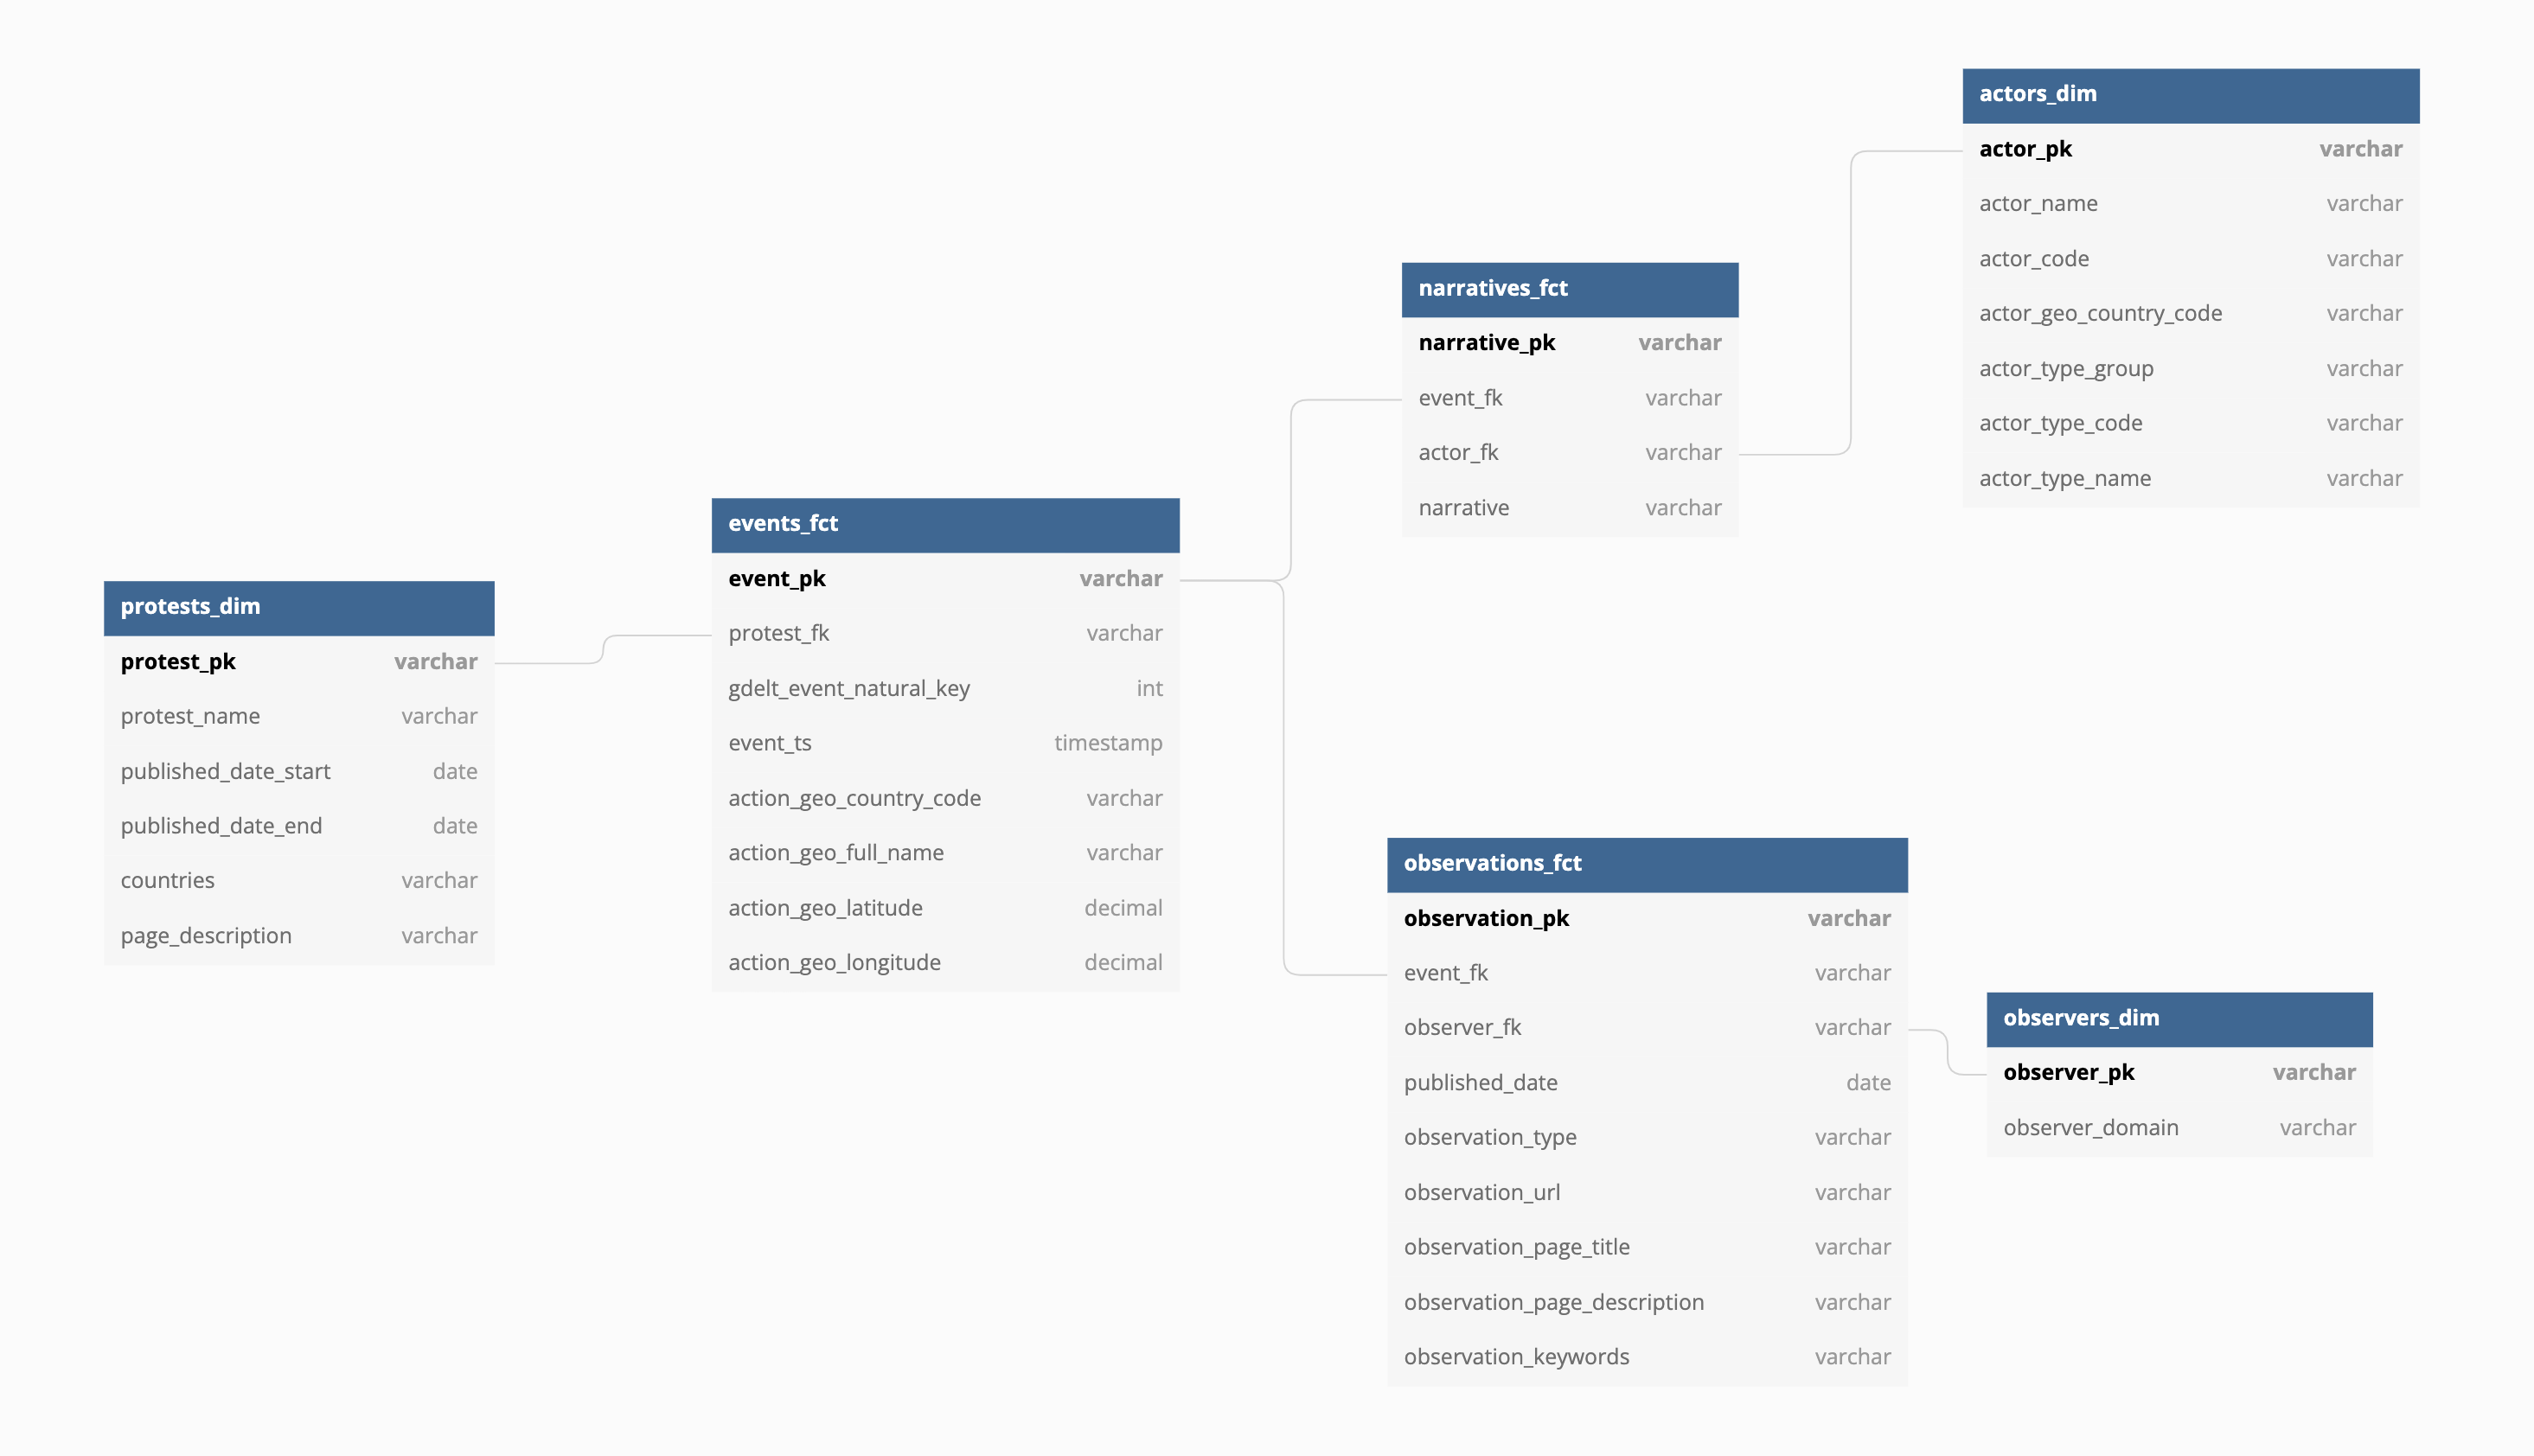 actors_dim
actor_pk varchar
actor_name varchar
actor_code varchar
actor_geo_country_code varchar
actor_type_group varchar
actor_type_code varchar
actor_type_name varchar
narratives_fct
narrative_pk varchar
event_fk varchar
actor_fk varchar
narrative varchar
events_fct
event_pk varchar
protest_fk varchar
gdelt_event_natural_key int
event_ts timestamp
action_geo_country_code varchar
action_geo_full_name varchar
action_geo_latitude decimal
action_geo_longitude decimal
protests_dim
protest_pk varchar
protest_name varchar
published_date_start date
published_date_end date
countries varchar
page_description varchar
observations_fct
observation_pk varchar
event_fk varchar
observer_fk varchar
published_date date
observation_type varchar
observation_url varchar
observation_page_title varchar
observation_page_description varchar
observation_keywords varchar
observers_dim
observer_pk varchar
observer_domain varchar